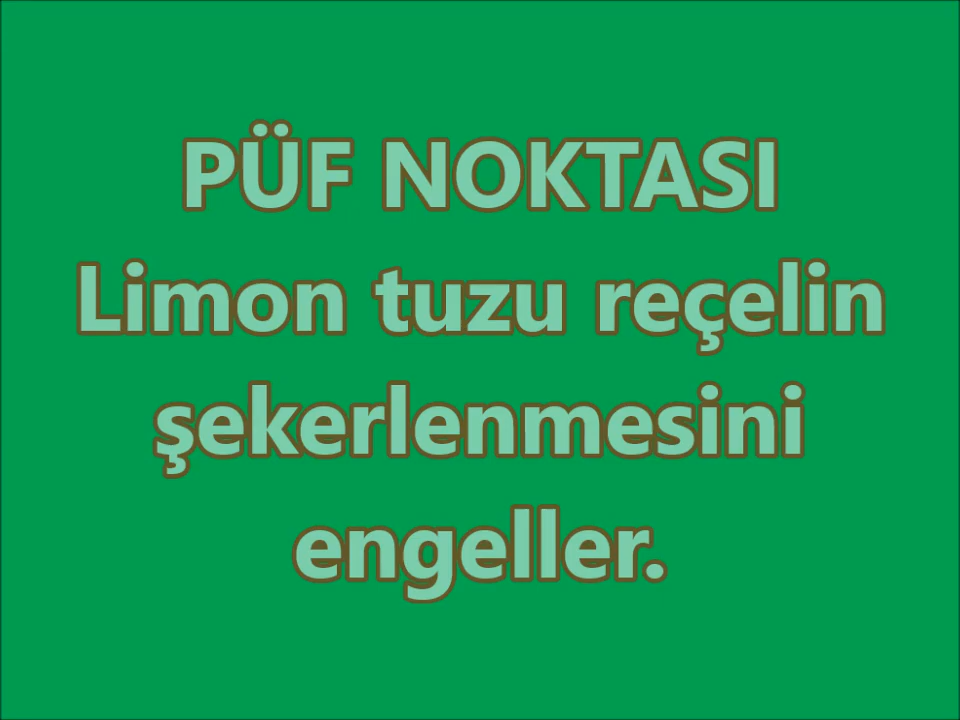 PÜF NOKTASI
Limon tuzu reçelin
şekerlenmesini
engeller.